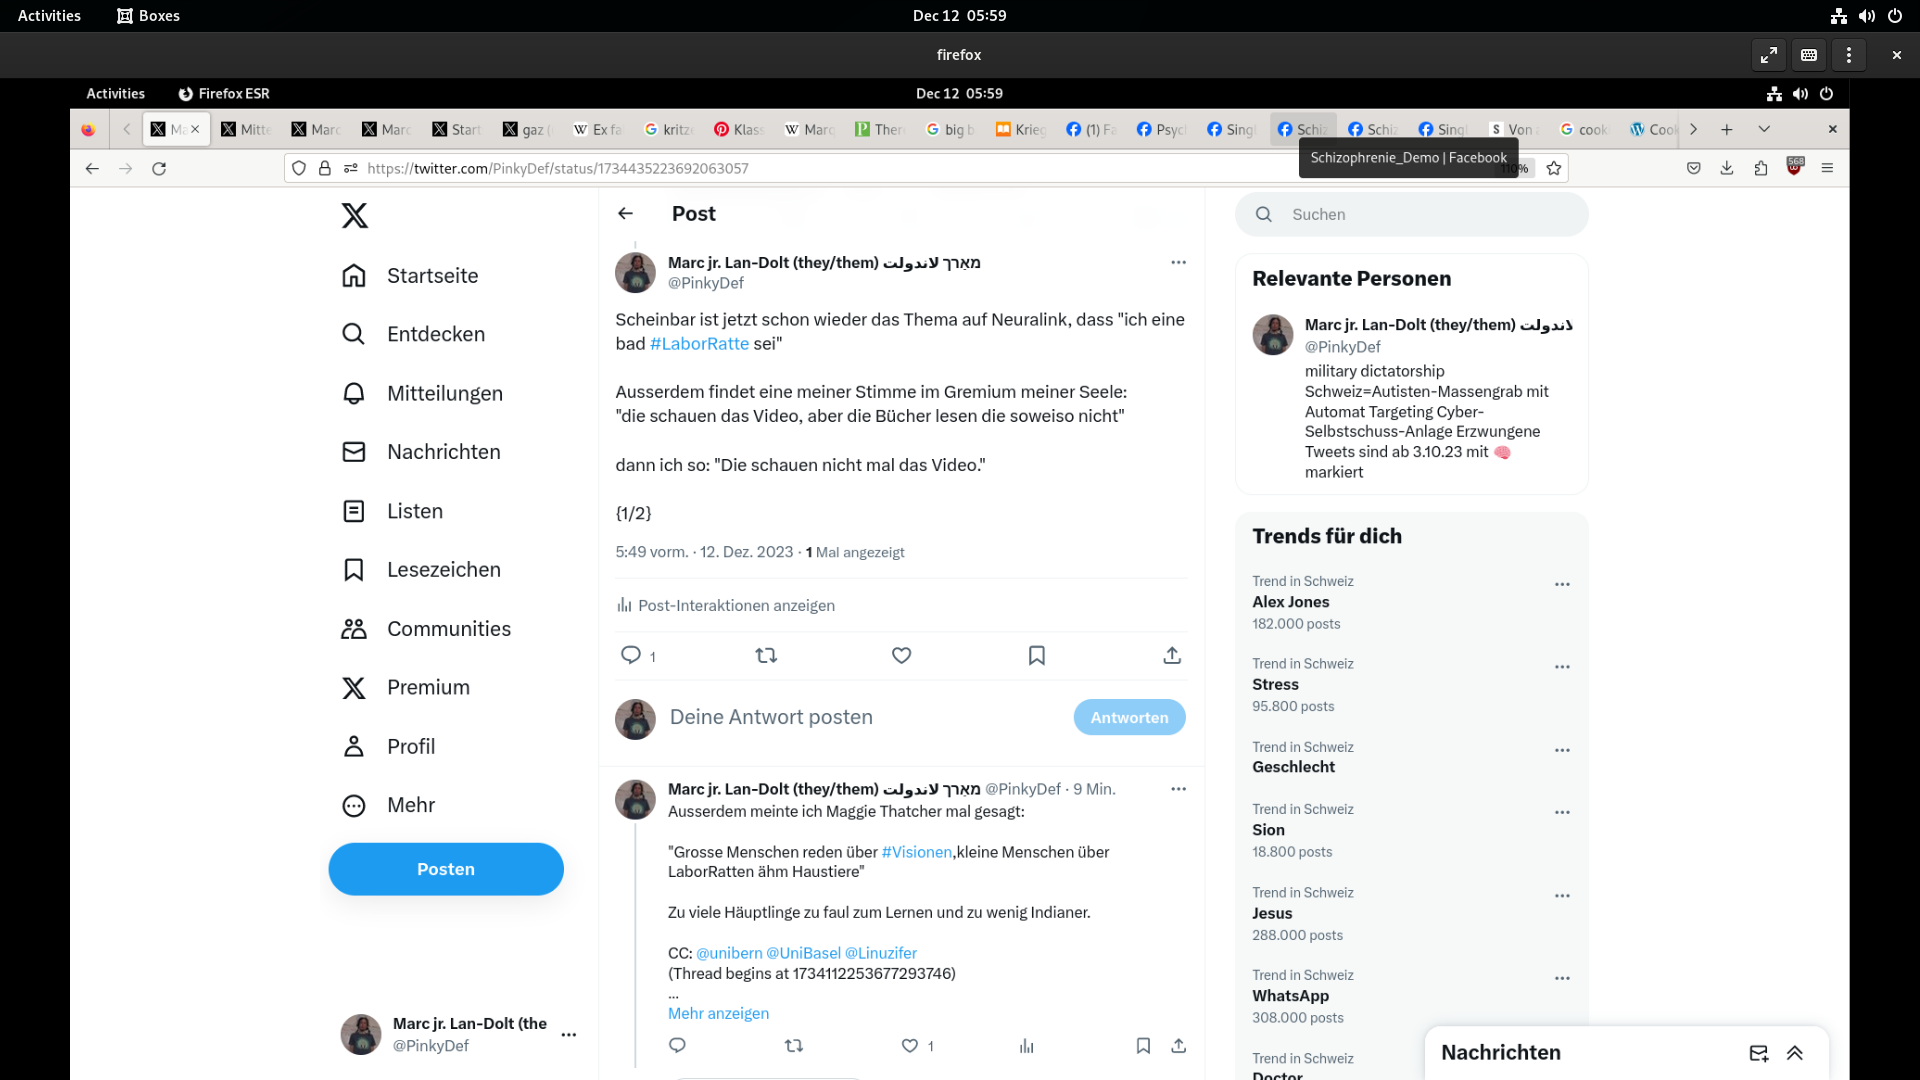 Activities
Boxes
Dec 12 05:59
firefox
Activities
Firefox ESR
Dec 12 05:59
Ma
Mitte
Marc
Marc
Start
gaz (
Ex fa
kritze
Klas
Marq
Ther
big b
Krieg
(1) Fa
Psyc
Singl
Schiz
Schiz
Singl
Von
cook
Cook
https://twitter.com/PinkyDef/status/1734435223692063057
Schizophrenie_Demo | Facebook
110%
568
Post
Suchen
Startseite
Entdecken
Mitteilungen
Nachrichten
Listen
Lesezeichen
Communities
Premium
Profil
Mehr
Posten
Marc jr. Lan-Dolt (the
@PinkyDef
Marc jr. Lan-Dolt (they/them) מאַרך لاندولت
@PinkyDef
Scheinbar ist jetzt schon wieder das Thema auf Neuralink, dass "ich eine
bad #LaborRatte sei"
Ausserdem findet eine meiner Stimme im Gremium meiner Seele:
"die schauen das Video, aber die Bücher lesen die soweiso nicht"
dann ich so: "Die schauen nicht mal das Video."
{1/2}
5:49 vorm. · 12. Dez. 2023 · 1 Mal angezeigt
Post-Interaktionen anzeigen
1
Deine Antwort posten
Antworten
Marc jr. Lan-Dolt (they/them) מאַרך لاندولت @PinkyDef · 9 Min.
Ausserdem meinte ich Maggie Thatcher mal gesagt:
"Grosse Menschen reden über #Visionen,kleine Menschen über
LaborRatten ähm Haustiere"
Zu viele Häuptlinge zu faul zum Lernen und zu wenig Indianer.
CC: @unibern @UniBasel @Linuzifer
(Thread begins at 1734112253677293746)
...
Mehr anzeigen
1
Relevante Personen
Marc jr. Lan-Dolt (they/them) لاندولت
@PinkyDef
military dictatorship
Schweiz=Autisten-Massengrab mit
Automat Targeting Cyber-
Selbstschuss-Anlage Erzwungene
Tweets sind ab 3.10.23 mit 🧠
markiert
Trends für dich
Trend in Schweiz
Alex Jones
182.000 posts
Trend in Schweiz
Stress
95.800 posts
Trend in Schweiz
Geschlecht
Trend in Schweiz
Sion
18.800 posts
Trend in Schweiz
Jesus
288.000 posts
Trend in Schweiz
WhatsApp
308.000 posts
Trend in Schweiz
Doctor
Nachrichten